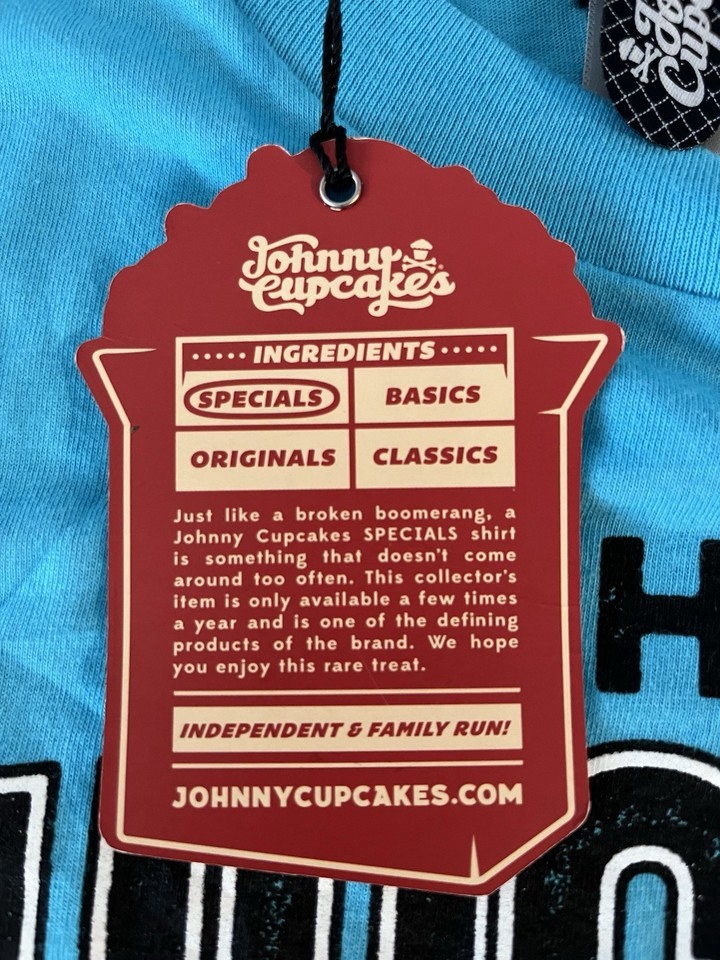 Johnny
Cupcakes
Johnny
Cupcakes
INGREDIENTS
SPECIALS BASICS
ORIGINALS CLASSICS
Just like a broken boomerang, a
Johnny Cupcakes SPECIALS shirt
is something that doesn't come
around too often. This collector's
item is only available a few times
a year and is one of the defining
products of the brand. We hope
you enjoy this rare treat.
INDEPENDENT & FAMILY RUN!
JOHNNYCUPCAKES.COM
H